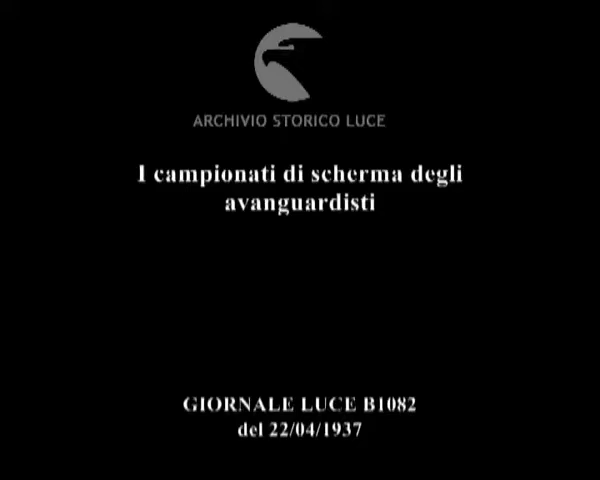 ARCHIVIO STORICO LUCE
I campionati di scherma degli
avanguardisti
GIORNALE LUCE B1082
del 22/04/1937